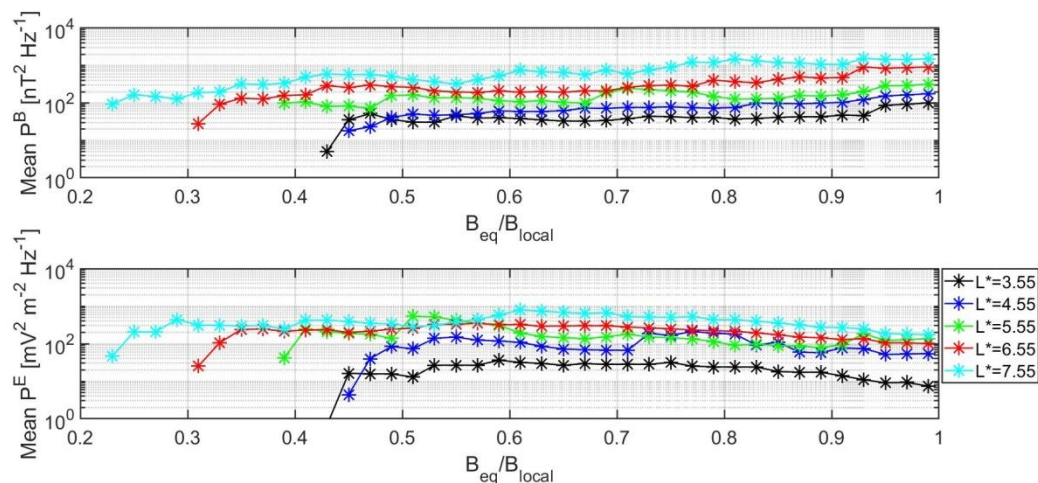 Mean P^B [nT^2 Hz^-1]
10^4
10^2
10^0
0.2 0.3 0.4 0.5 0.6 0.7 0.8 0.9 1
B_eq/B_local
Mean P^E [mV^2 m^-2 Hz^-1]
10^4
10^2
10^0
0.2 0.3 0.4 0.5 0.6 0.7 0.8 0.9 1
B_eq/B_local
L*=3.55
L*=4.55
L*=5.55
L*=6.55
L*=7.55